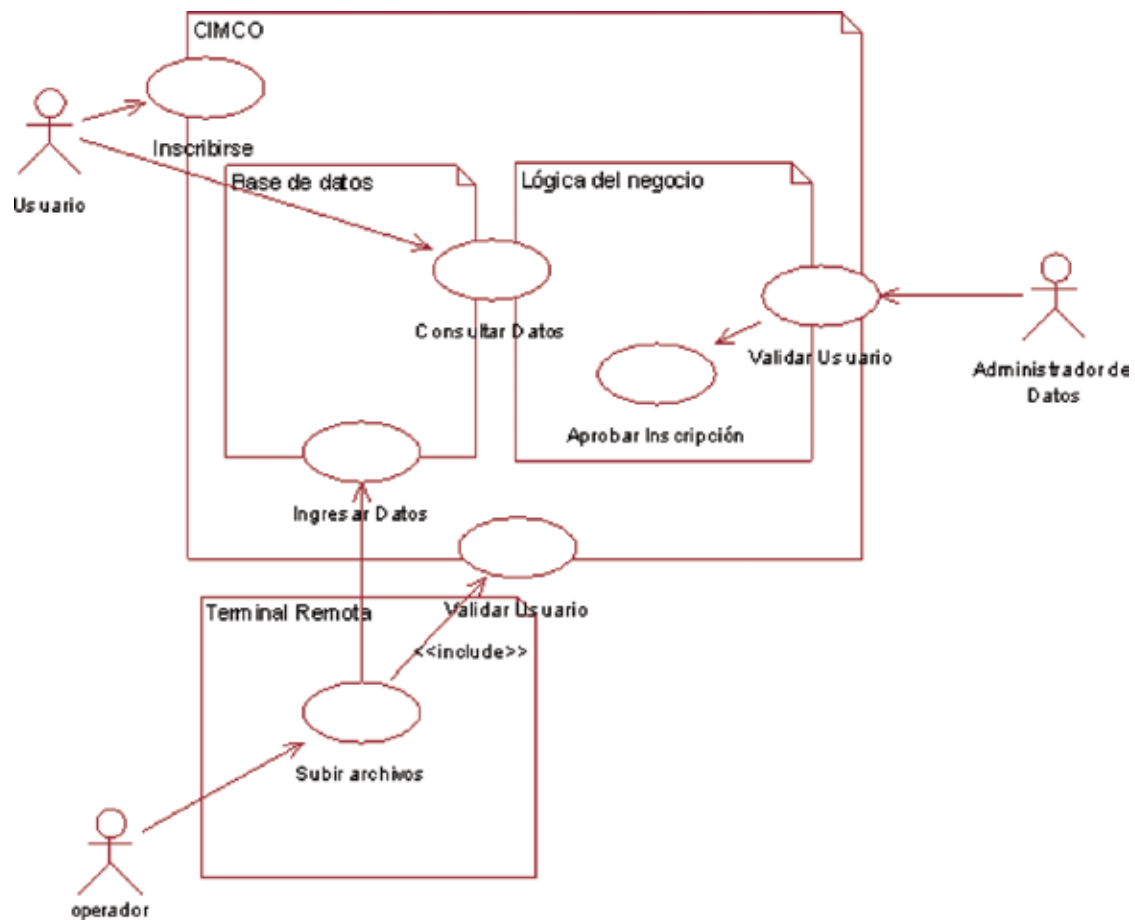 CIMCO
Inscribirse
Usuario
Base de datos
Lógica del negocio
Consultar Datos
Validar Usuario
Administrador de
Datos
Aprobar Inscripción
Ingresar Datos
Terminal Remota
Validar Usuario
<<include>>
Subir archivos
operador